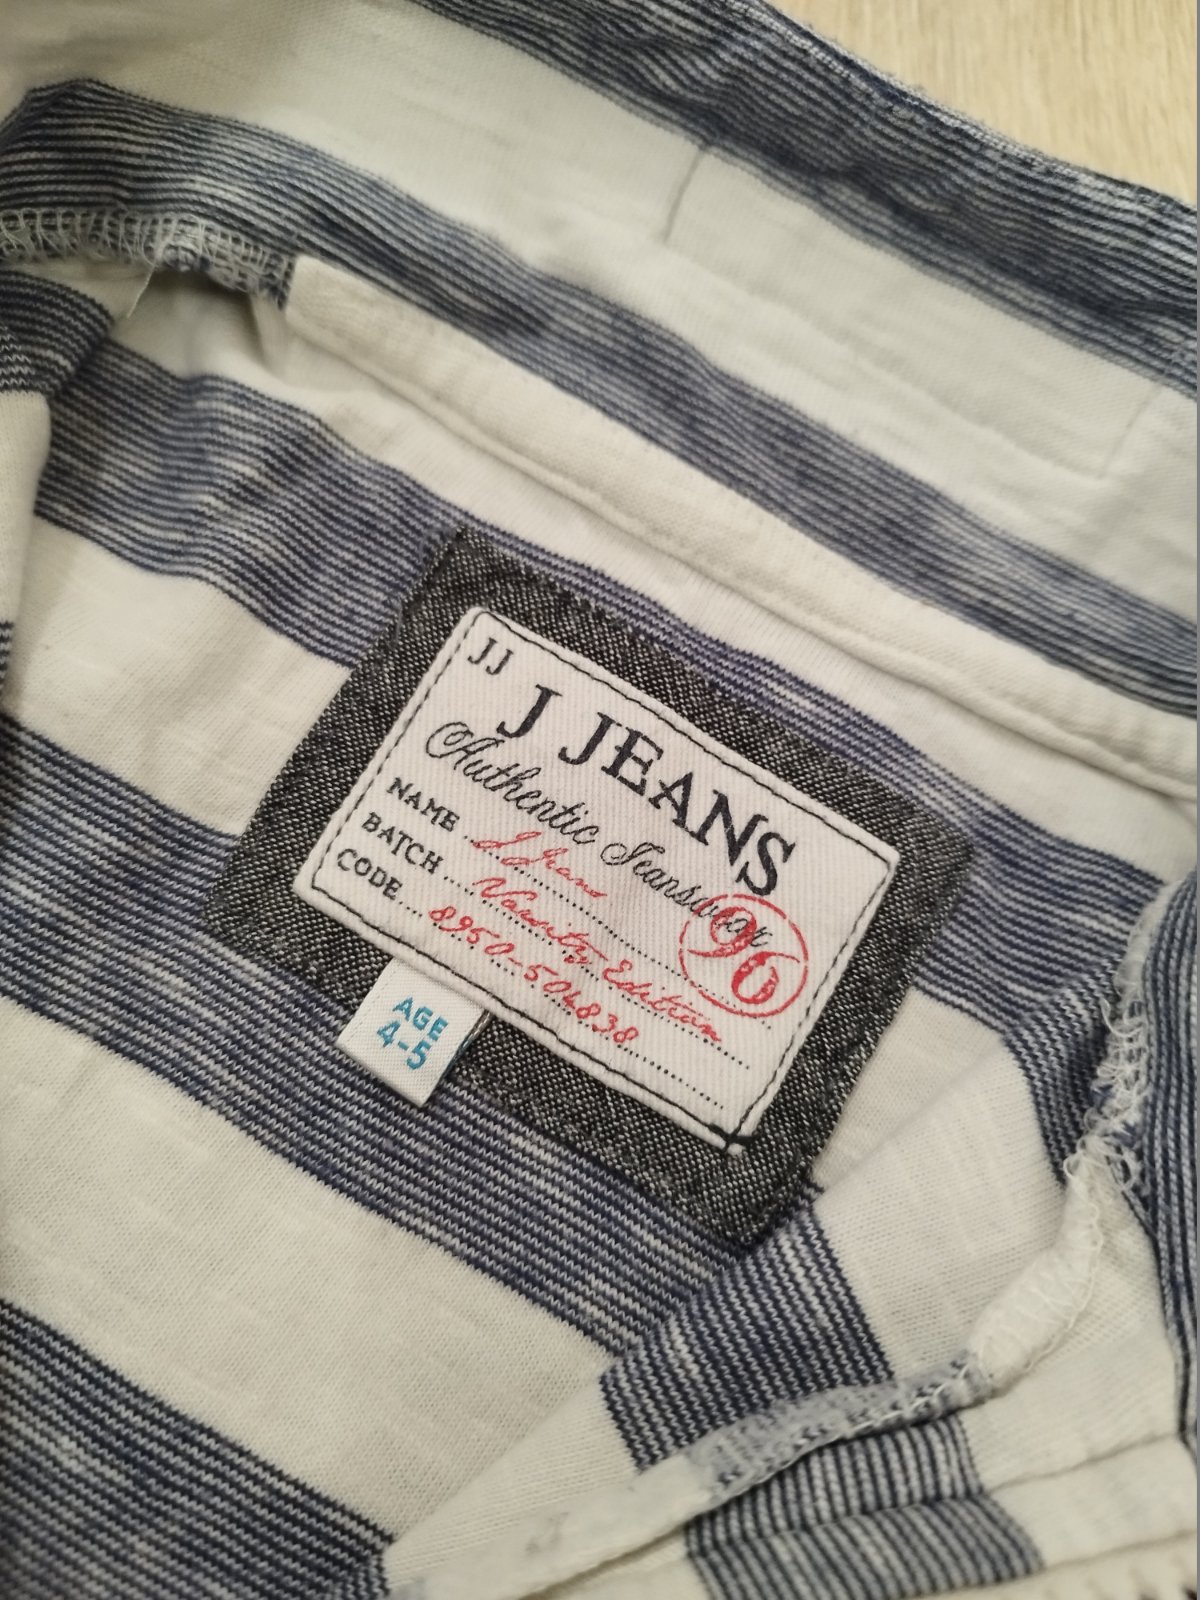 JJ
J JEANS
Authentic Jeanswear
NAME ... J Jeans
BATCH .... Varsity Edition
CODE.... 8950-504838
96
AGE
4-5